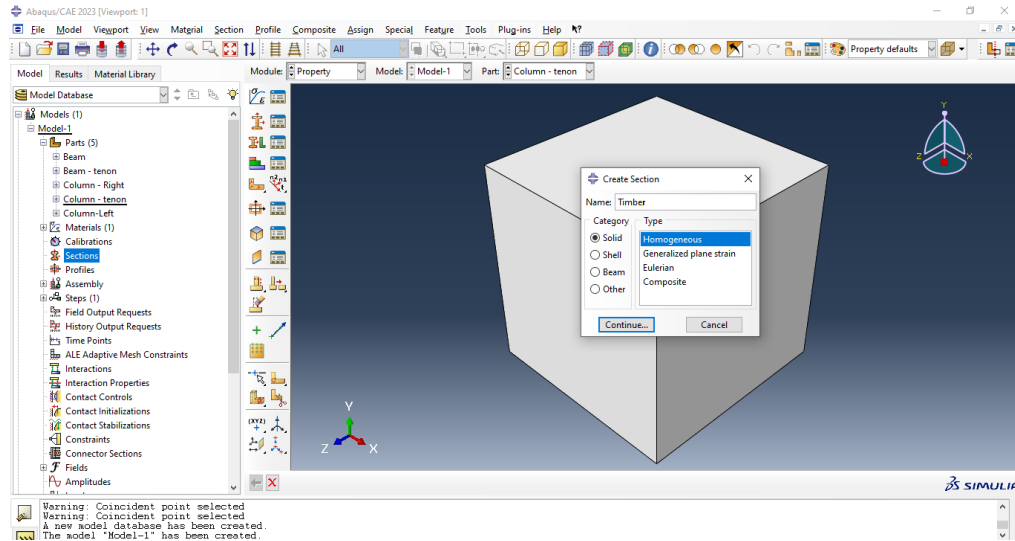 Abaqus/CAE 2023 [Viewport: 1]
File Model Viewport View Material Section Profile Composite Assign Special Feature Tools Plug-ins Help
All
Property defaults
Model Results Material Library
Module: Property Model: Model-1 Part: Column - tenon
Model Database
Models (1)
Model-1
Parts (5)
Beam
Beam - tenon
Column - Right
Column - tenon
Column-Left
Materials (1)
Calibrations
Sections
Profiles
Assembly
Steps (1)
Field Output Requests
History Output Requests
Time Points
ALE Adaptive Mesh Constraints
Interactions
Interaction Properties
Contact Controls
Contact Initializations
Contact Stabilizations
Constraints
Connector Sections
Fields
Amplitudes
(XYZ)
Create Section
Name: Timber
Category Type
Solid
Shell
Beam
Other
Homogeneous
Generalized plane strain
Eulerian
Composite
Continue... Cancel
Y
Z X
Y
Z X
SIMULIA
Warning: Coincident point selected
Warning: Coincident point selected
A new model database has been created.
The model "Model-1" has been created.